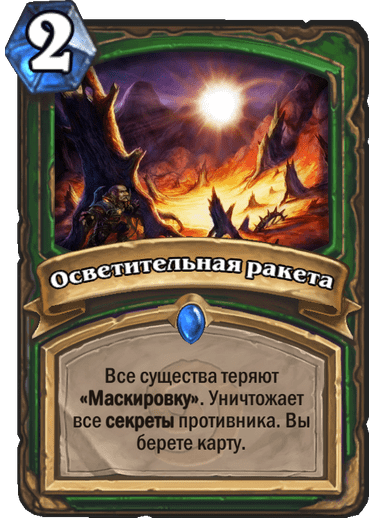 2
Осветительная ракета
Все существа теряют
«Маскировку». Уничтожает
все секреты противника. Вы
берете карту.